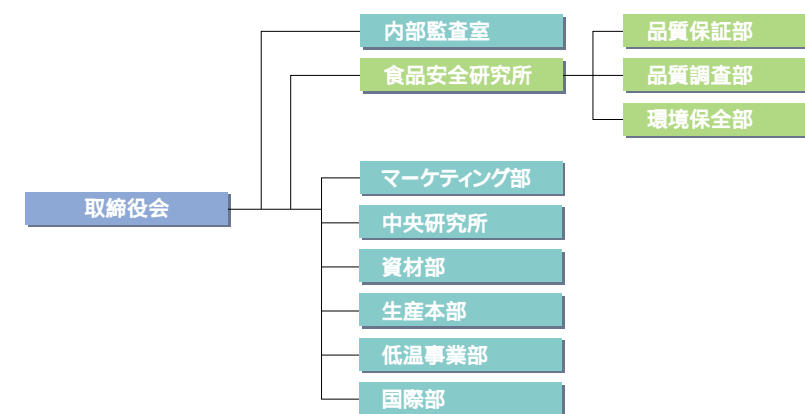 内部監査室
品質保証部
食品安全研究所
品質調査部
環境保全部
マーケティング部
取締役会
中央研究所
資材部
生産本部
低温事業部
国際部